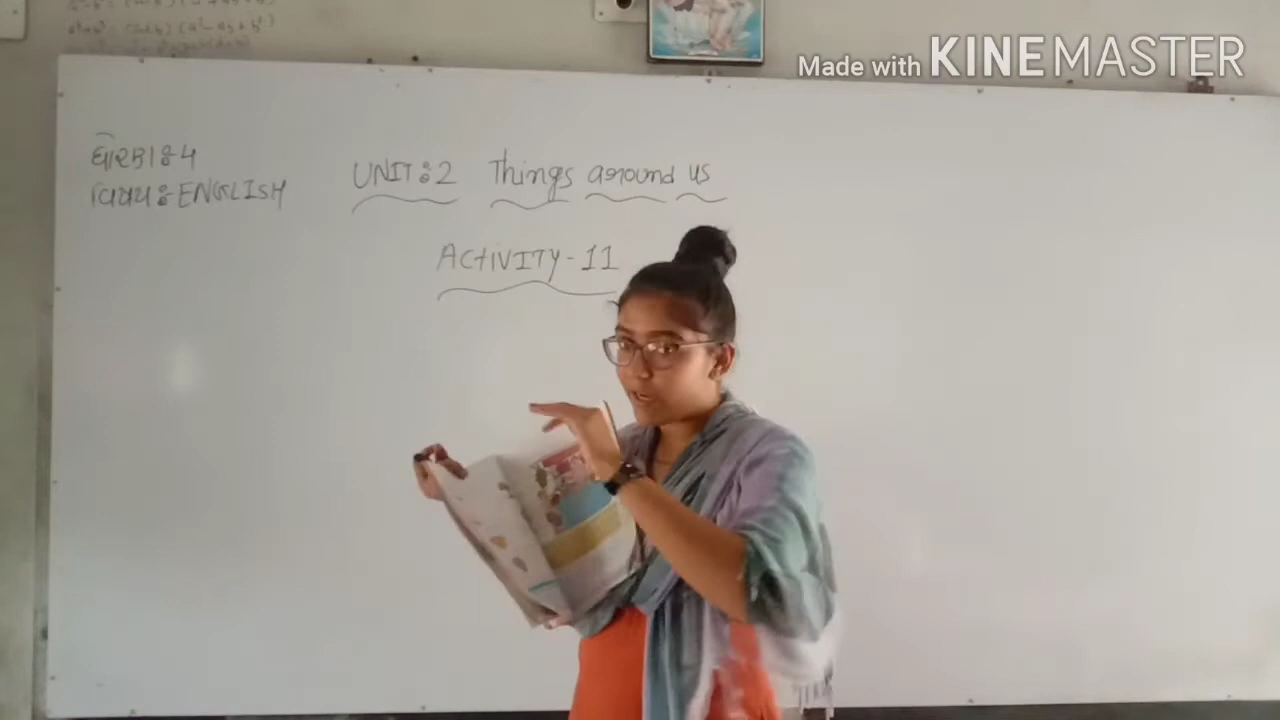 Made with KINEMASTER
ધોરણ ઃ 4
વિષય ઃ ENGLISH
UNIT ઃ 2 Things around us
ACtiVITY - 11